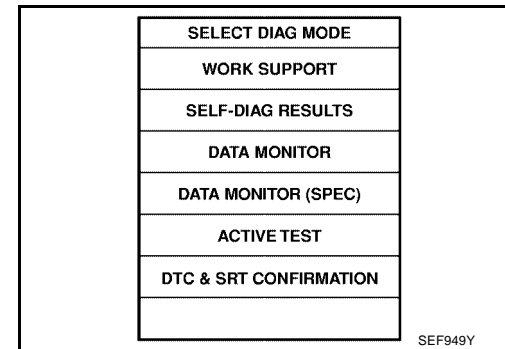 SELECT DIAG MODE
WORK SUPPORT
SELF-DIAG RESULTS
DATA MONITOR
DATA MONITOR (SPEC)
ACTIVE TEST
DTC & SRT CONFIRMATION
SEF949Y